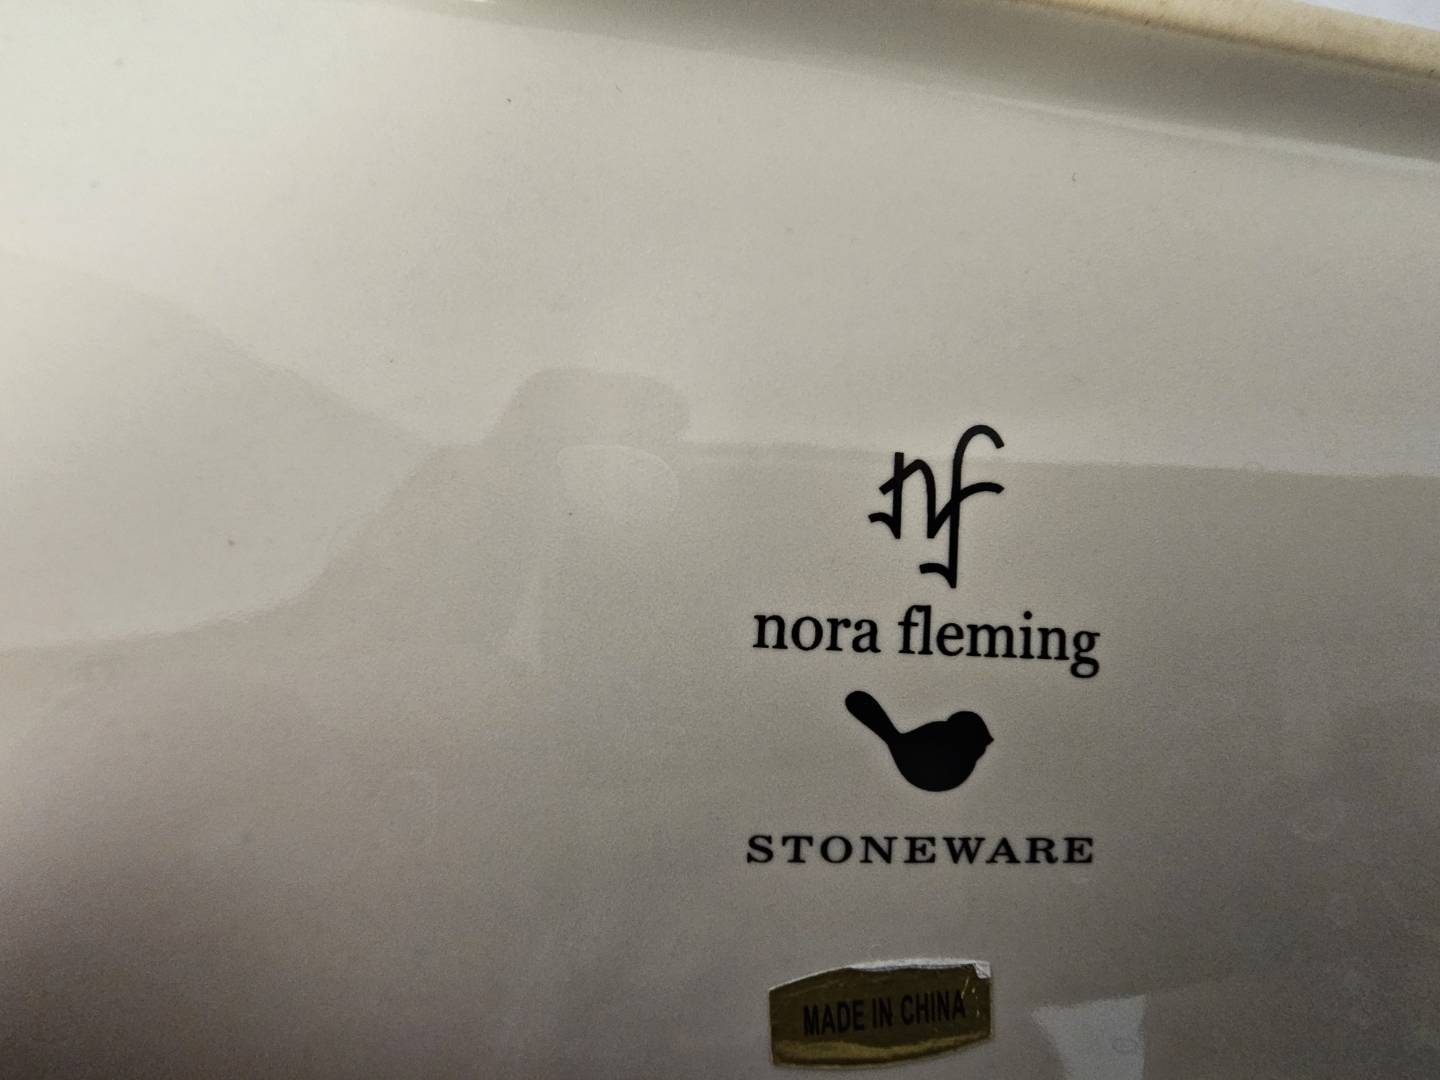 nf
nora fleming
STONEWARE
MADE IN CHINA